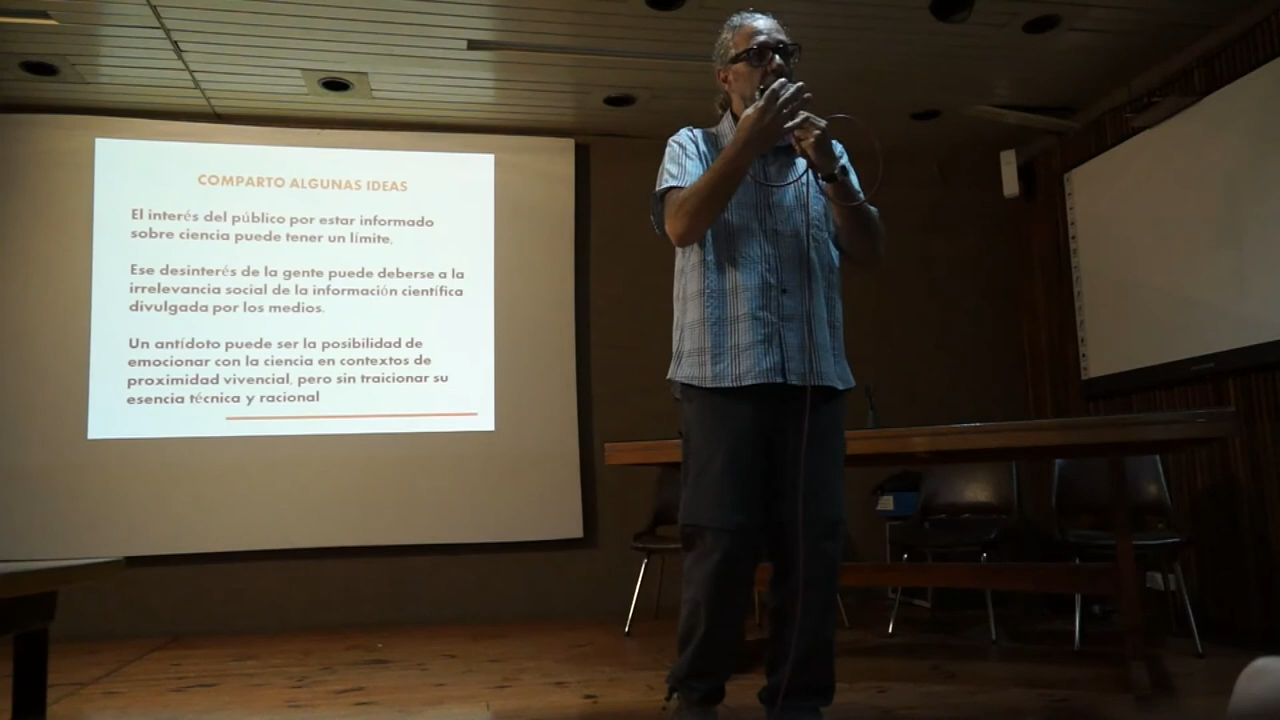 COMPARTO ALGUNAS IDEAS
El interés del público por estar informado
sobre ciencia puede tener un límite.
Ese desinterés de la gente puede deberse a la
irrelevancia social de la información científica
divulgada por los medios.
Un antídoto puede ser la posibilidad de
emocionar con la ciencia en contextos de
proximidad vivencial, pero sin traicionar su
esencia técnica y racional